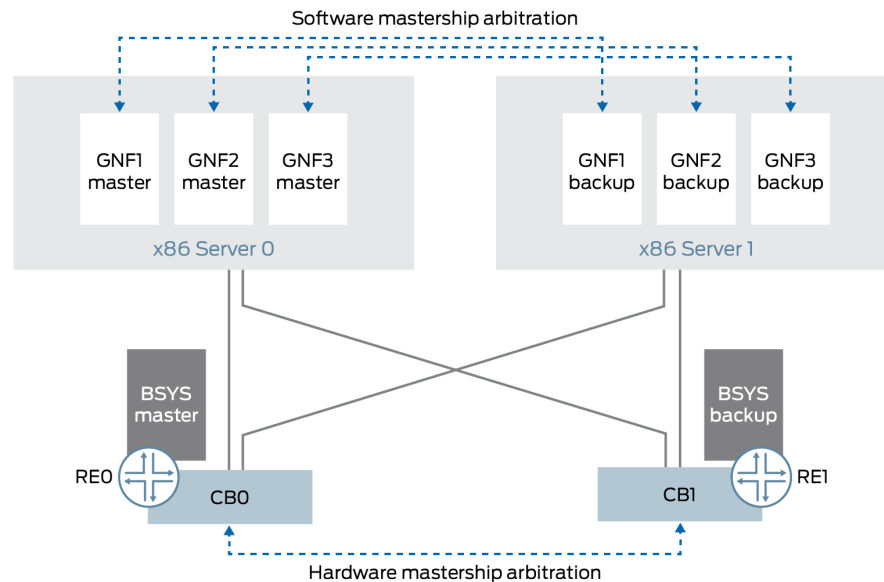 Software mastership arbitration
GNF1
master
GNF2
master
GNF3
master
GNF1
backup
GNF2
backup
GNF3
backup
x86 Server 0
x86 Server 1
BSYS
master
BSYS
backup
RE0
CB0
CB1
RE1
Hardware mastership arbitration